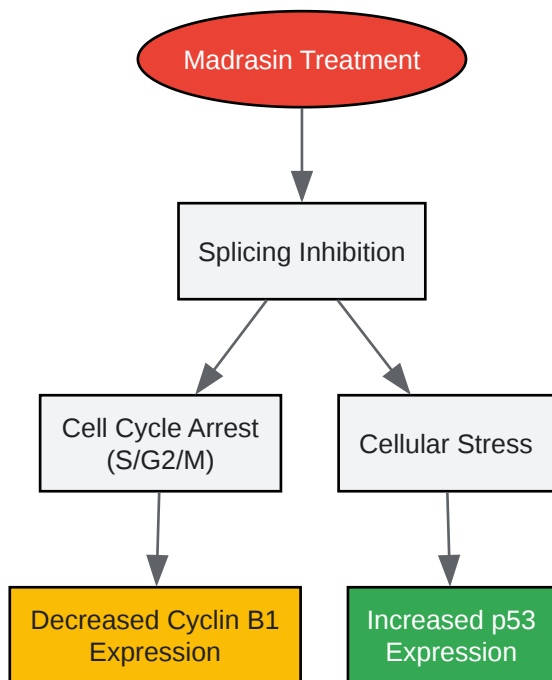 Madrasin Treatment
Splicing Inhibition
Cell Cycle Arrest
(S/G2/M)
Cellular Stress
Decreased Cyclin B1
Expression
Increased p53
Expression